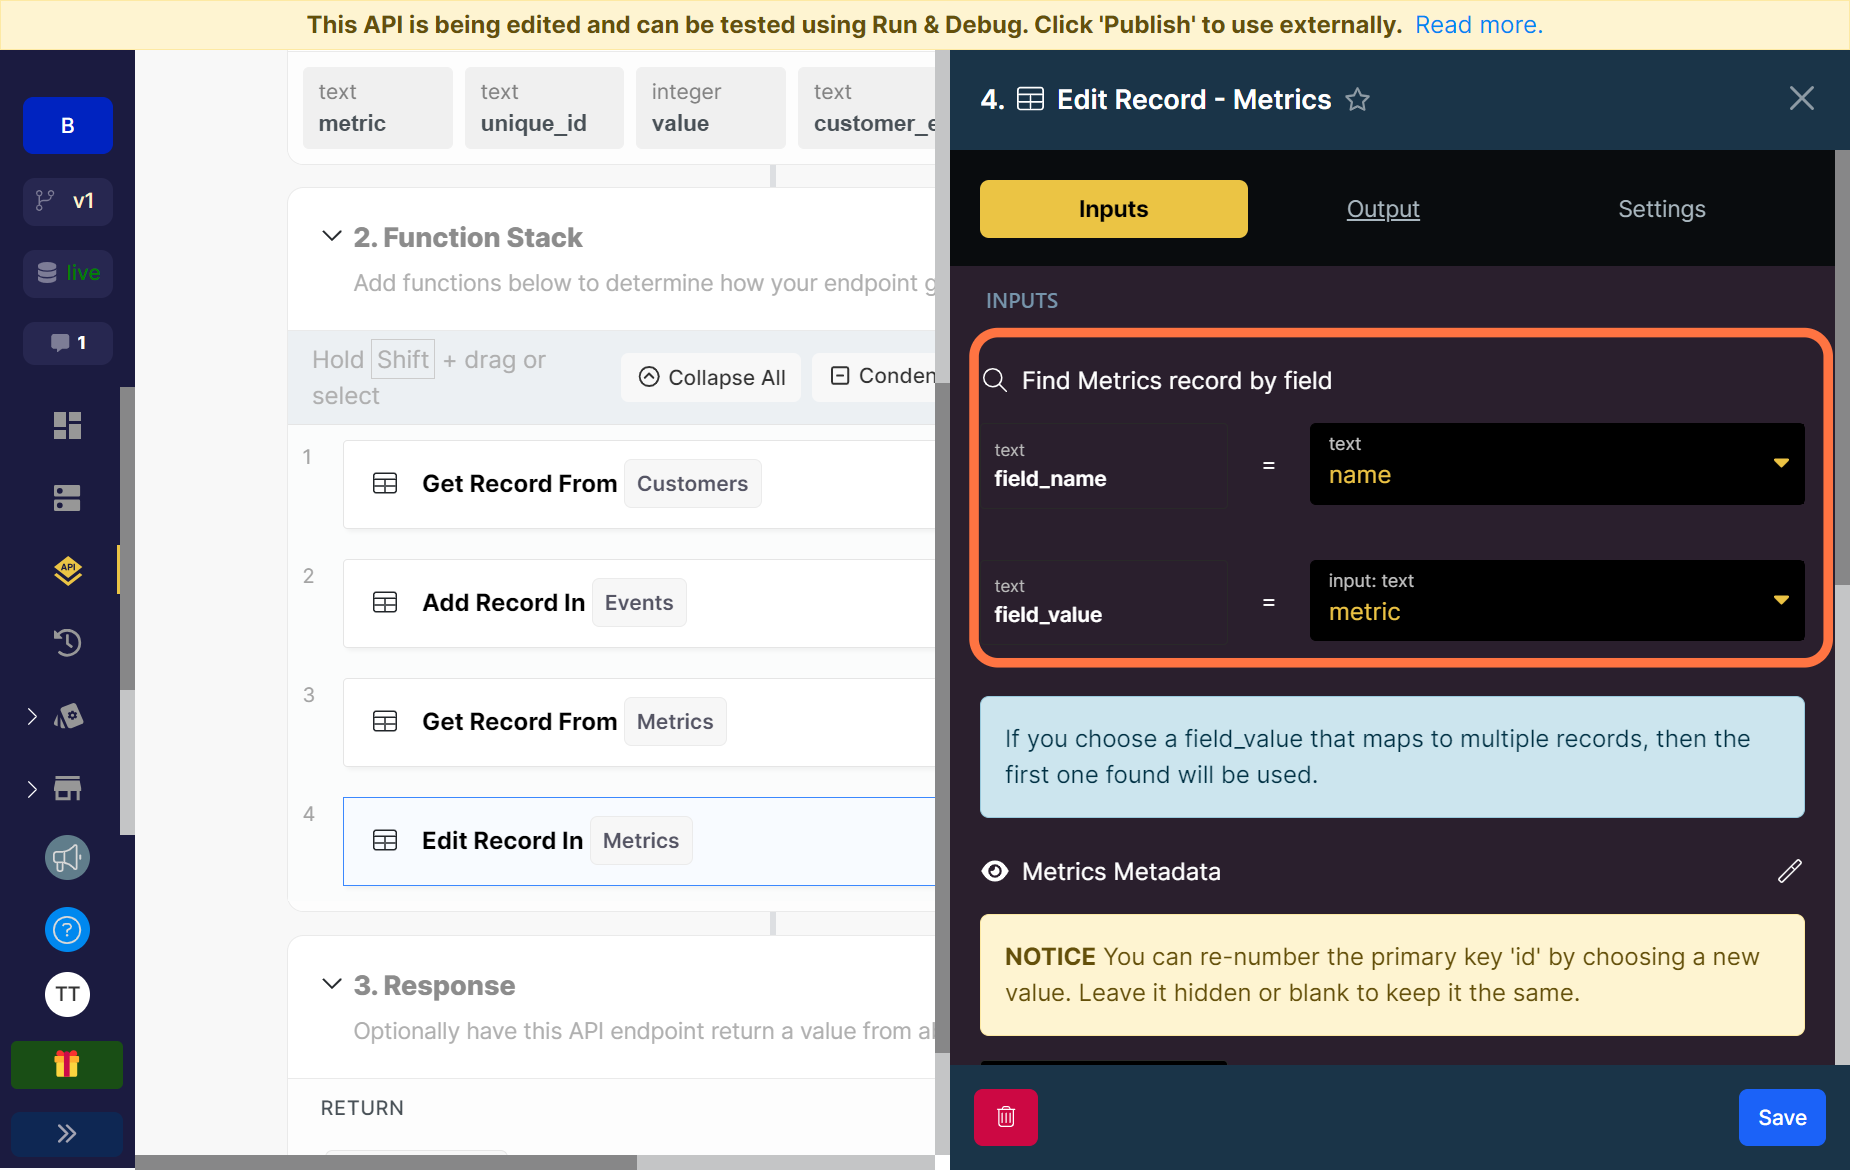 This API is being edited and can be tested using Run & Debug. Click 'Publish' to use externally. Read more.
B
v1
live
1
API
?
TT
text
metric
text
unique_id
integer
value
text
customer_e
2. Function Stack
Add functions below to determine how your endpoint g
Hold Shift + drag or
select
Collapse All
Conden
1
Get Record From Customers
2
Add Record In Events
3
Get Record From Metrics
4
Edit Record In Metrics
3. Response
Optionally have this API endpoint return a value from al
RETURN
4. Edit Record - Metrics
Inputs
Output
Settings
INPUTS
Find Metrics record by field
text
field_name
=
text
name
text
field_value
=
input: text
metric
If you choose a field_value that maps to multiple records, then the
first one found will be used.
Metrics Metadata
NOTICE You can re-number the primary key 'id' by choosing a new
value. Leave it hidden or blank to keep it the same.
Save